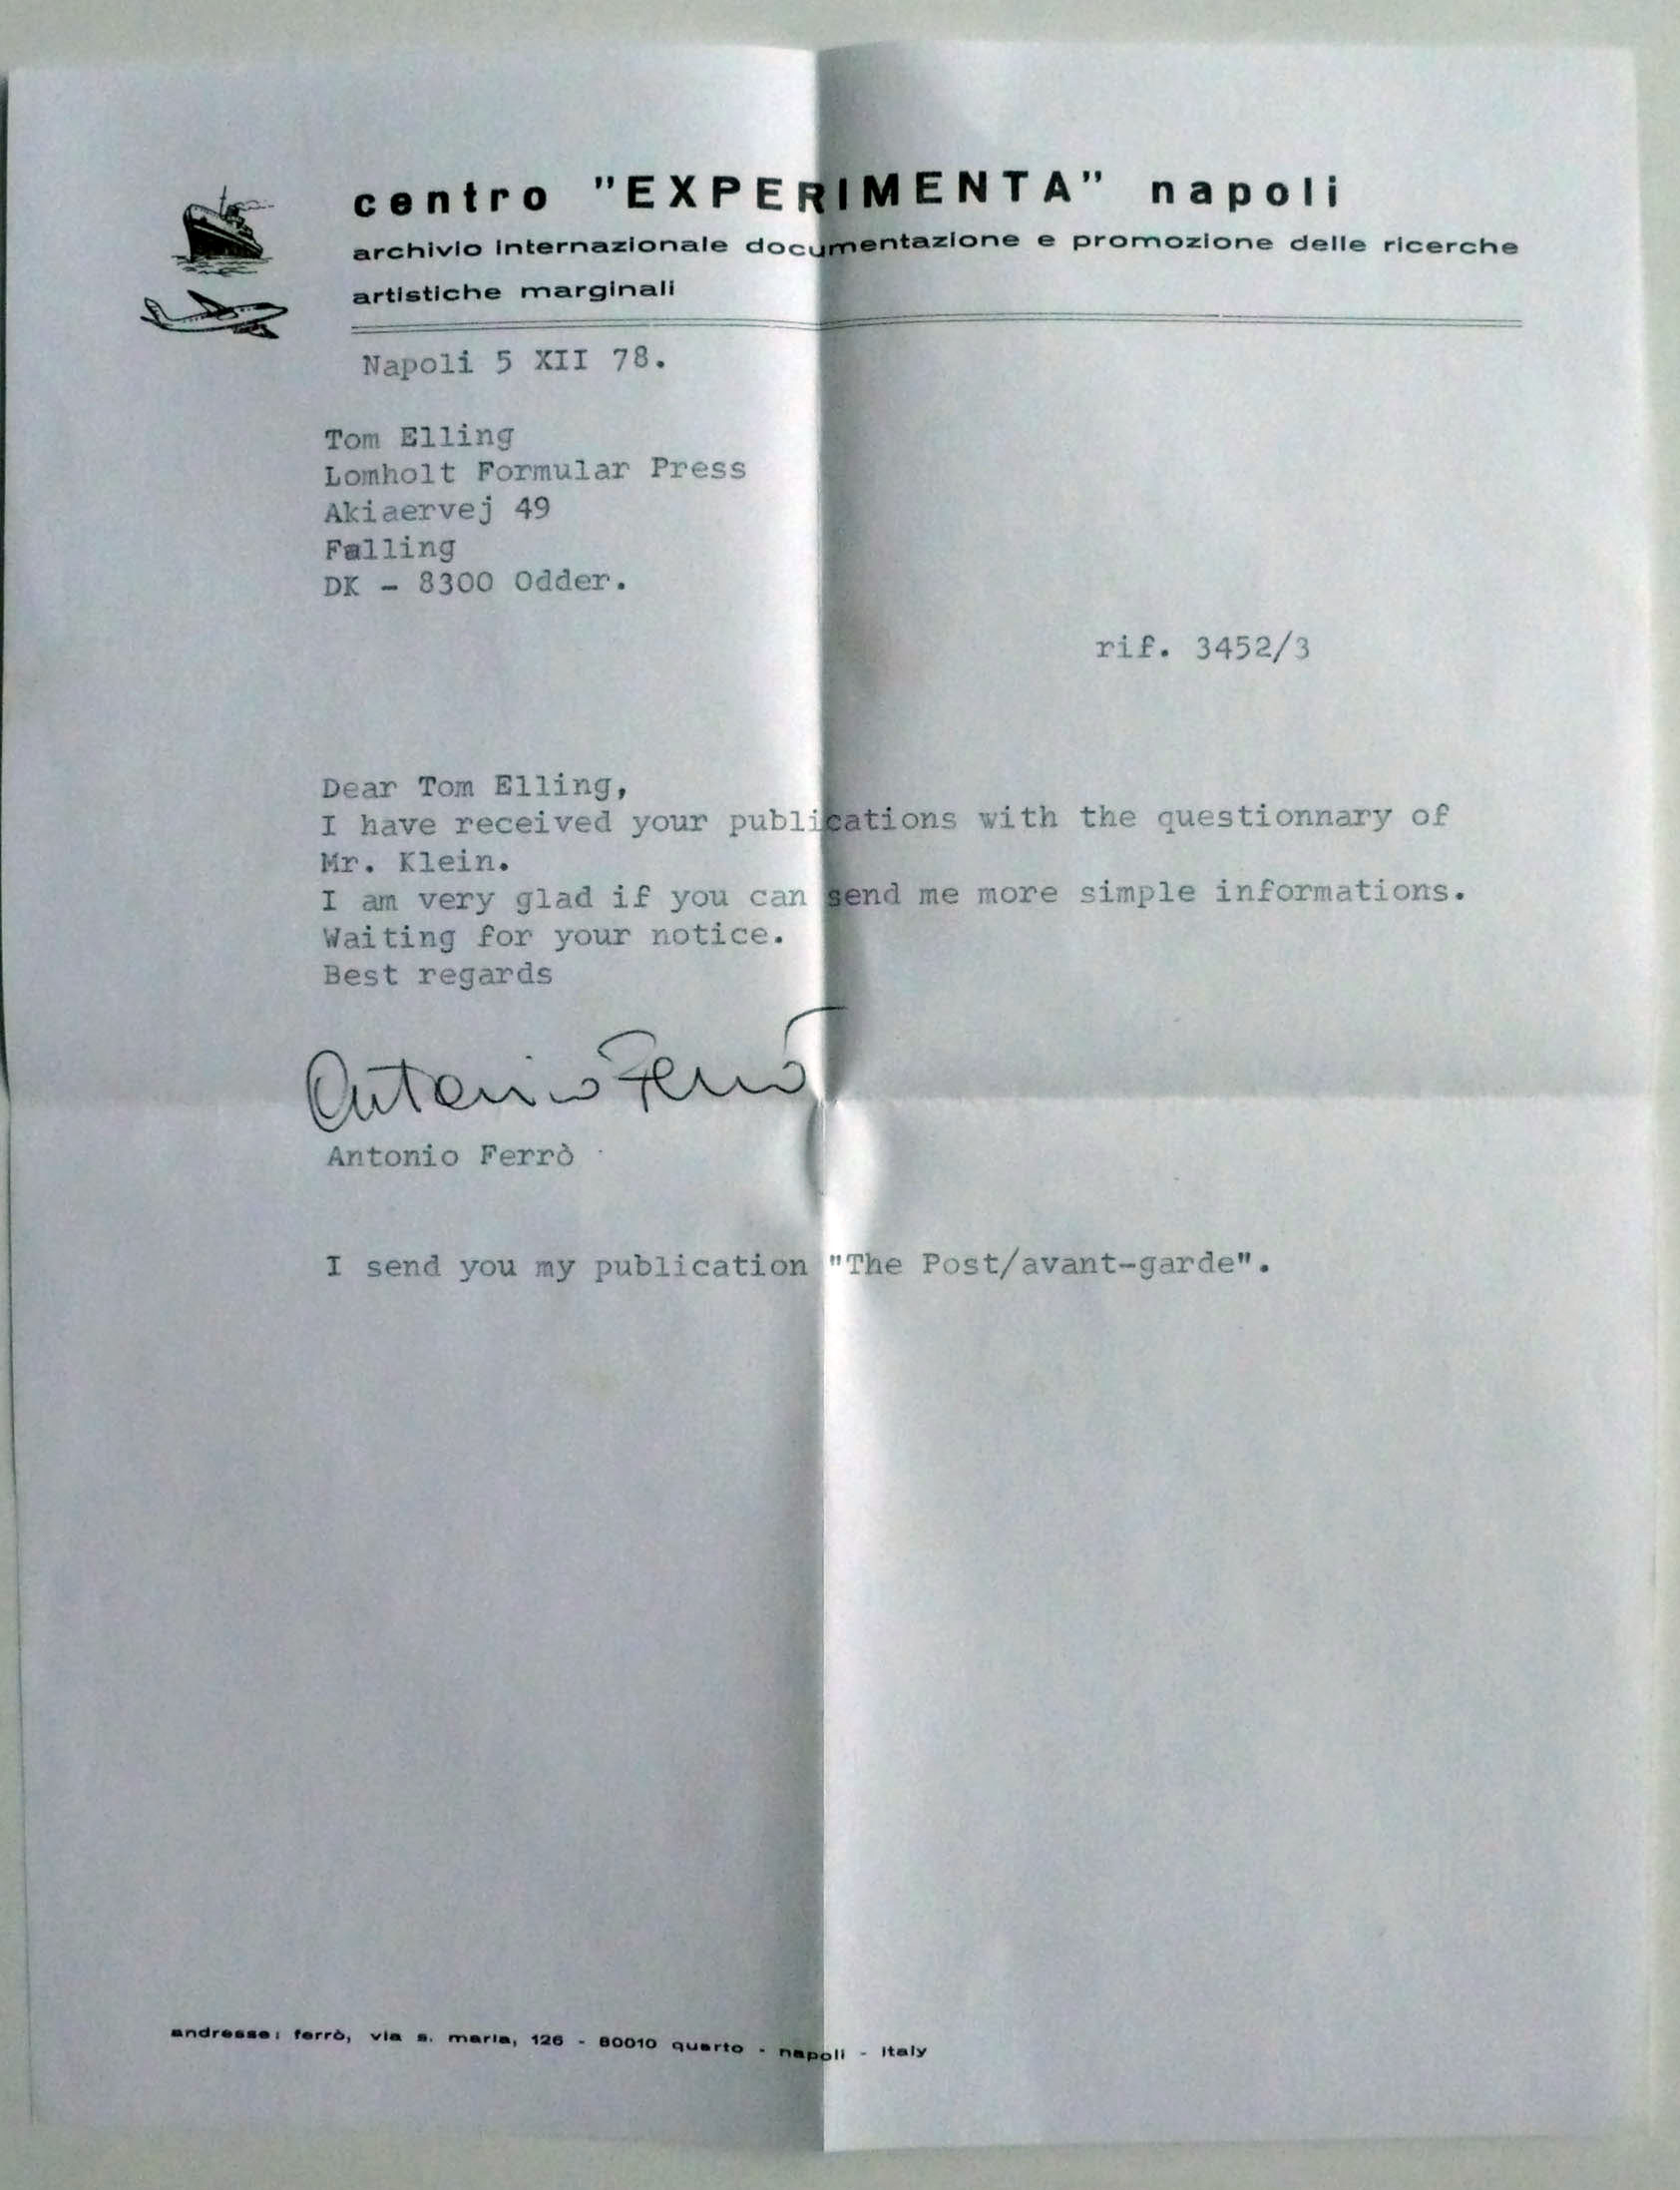 centro "EXPERIMENTA" napoli
archivio internazionale documentazione e promozione delle ricerche
artistiche marginali
Napoli 5 XII 78.
Tom Elling
Lomholt Formular Press
Akiaervej 49
Falling
DK - 8300 Odder.
rif. 3452/3
Dear Tom Elling,
I have received your publications with the questionnary of
Mr. Klein.
I am very glad if you can send me more simple informations.
Waiting for your notice.
Best regards
Antonio Ferrò
Antonio Ferrò
I send you my publication "The Post/avant-garde".
andresse: ferrò, via s. maria, 126 - 80010 quarto - napoli - italy